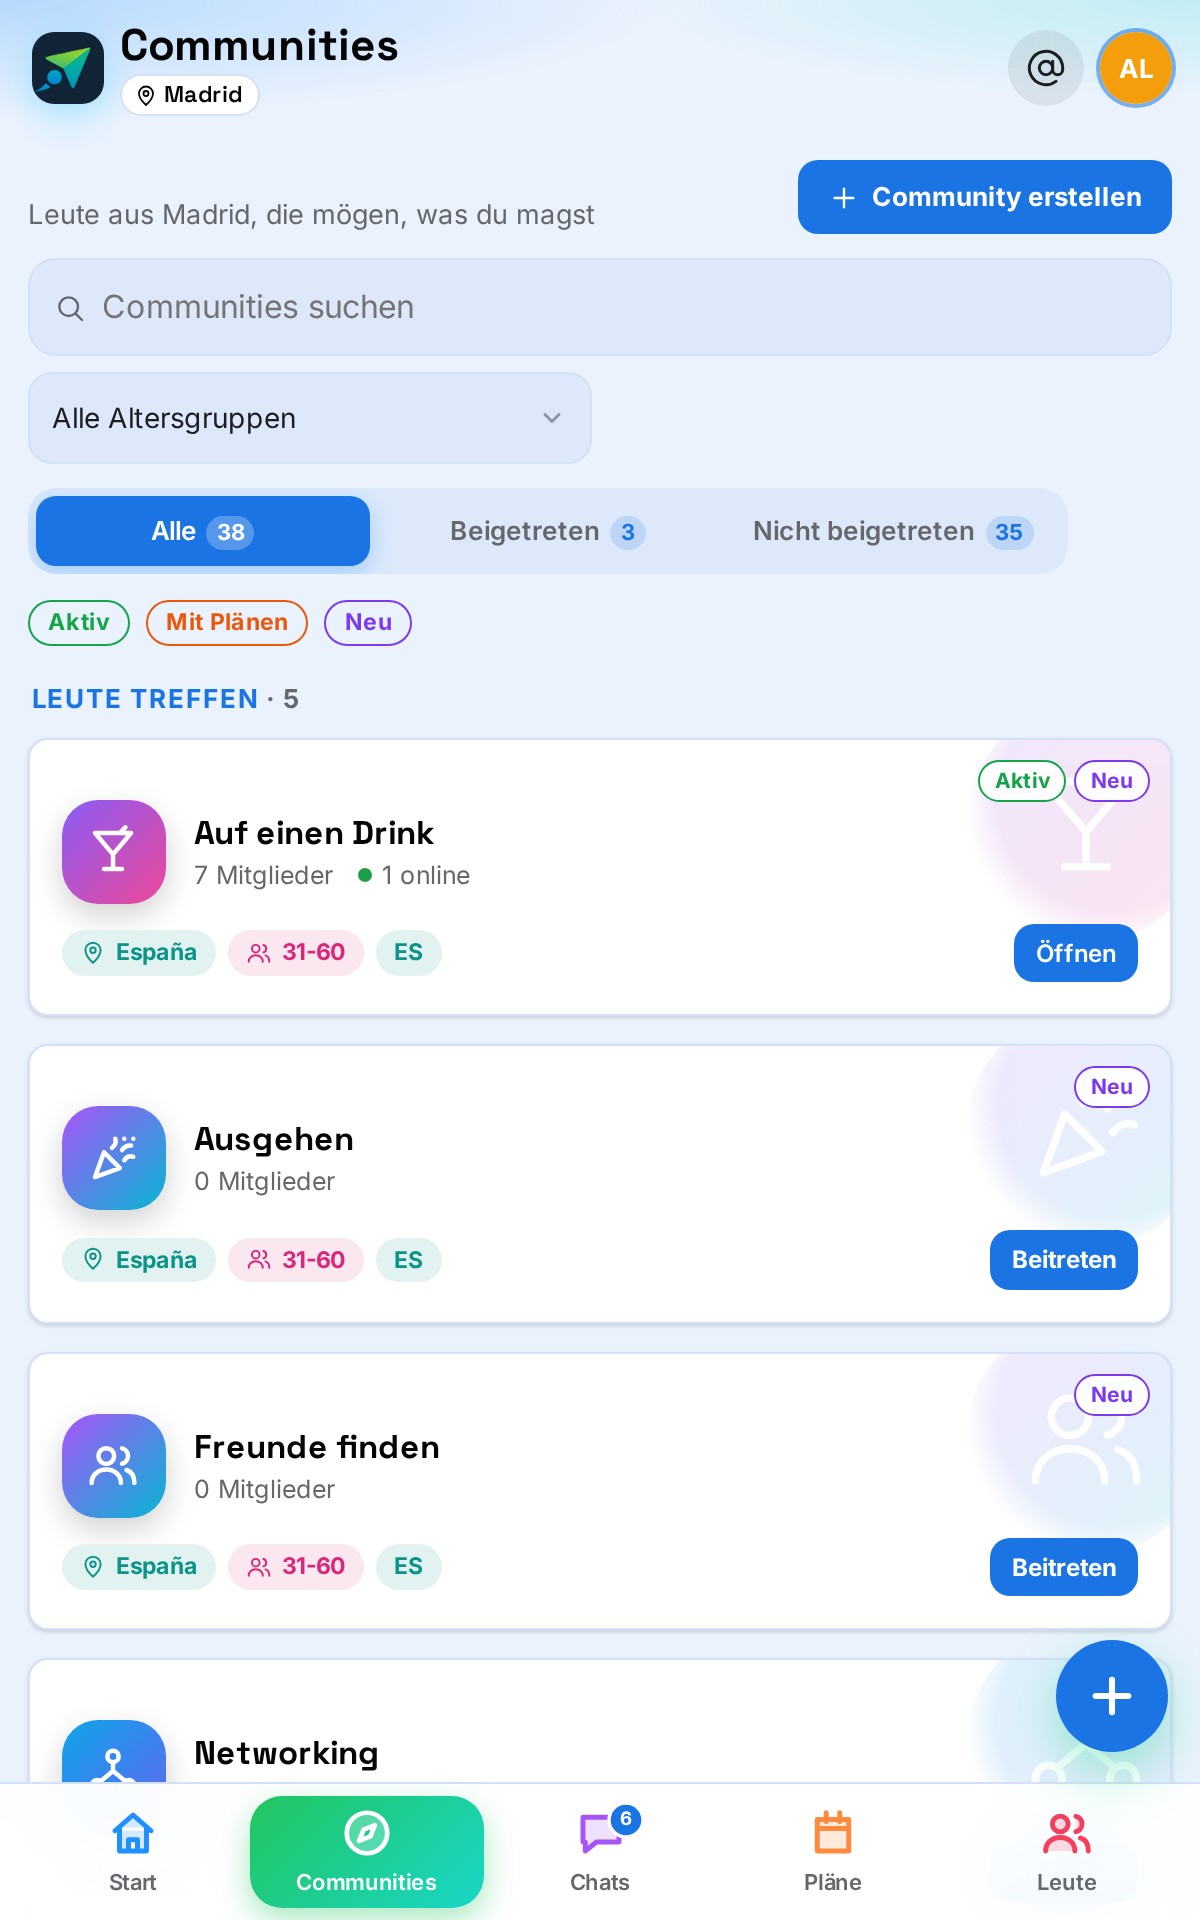 Communities
Madrid
@
AL
Leute aus Madrid, die mögen, was du magst
Community erstellen
Communities suchen
Alle Altersgruppen
Alle 38
Beigetreten 3
Nicht beigetreten 35
Aktiv
Mit Plänen
Neu
LEUTE TREFFEN · 5
Aktiv
Neu
Auf einen Drink
7 Mitglieder 1 online
España
31-60
ES
Öffnen
Neu
Ausgehen
0 Mitglieder
España
31-60
ES
Beitreten
Neu
Freunde finden
0 Mitglieder
España
31-60
ES
Beitreten
Networking
6
Start
Communities
Chats
Pläne
Leute